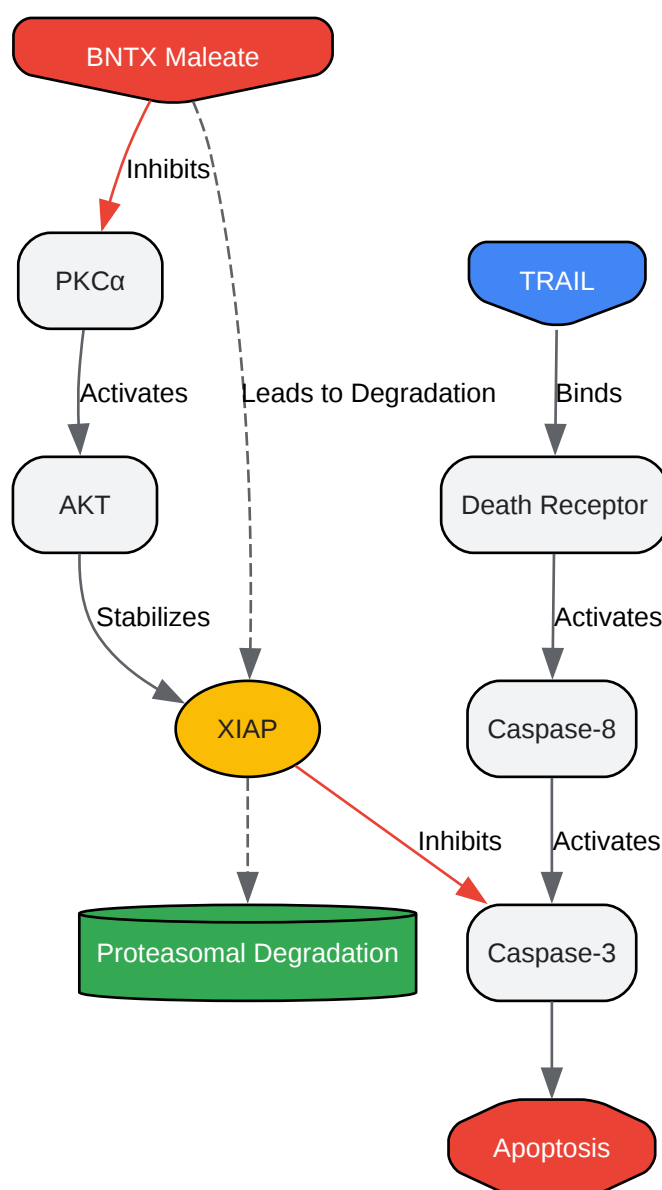 BNTX Maleate
Inhibits
PKCα
TRAIL
Activates
Leads to Degradation
Binds
AKT
Death Receptor
Stabilizes
Activates
XIAP
Caspase-8
Inhibits
Activates
Proteasomal Degradation
Caspase-3
Apoptosis